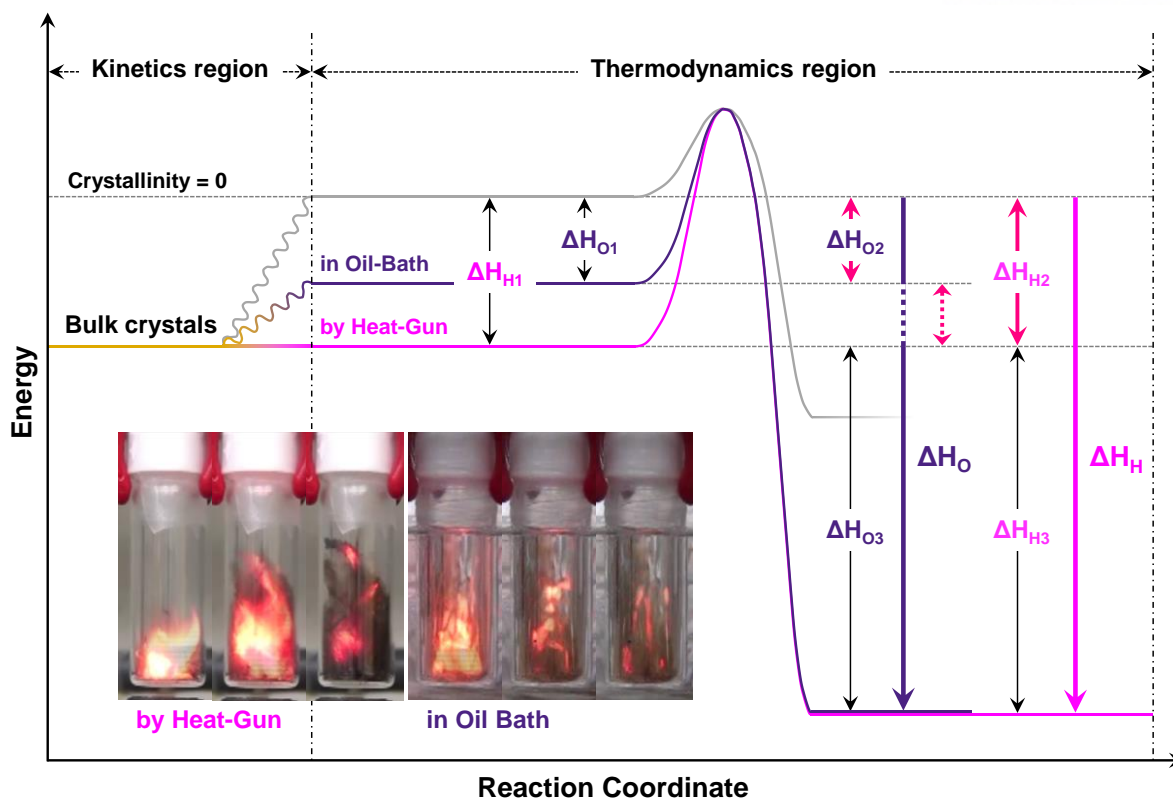 Kinetics region
Thermodynamics region
Crystallinity = 0
in Oil-Bath
Bulk crystals
by Heat-Gun
ΔHH1
ΔHO1
ΔHO2
ΔHH2
ΔHO
ΔHH
ΔHO3
ΔHH3
Energy
by Heat-Gun
in Oil Bath
Reaction Coordinate